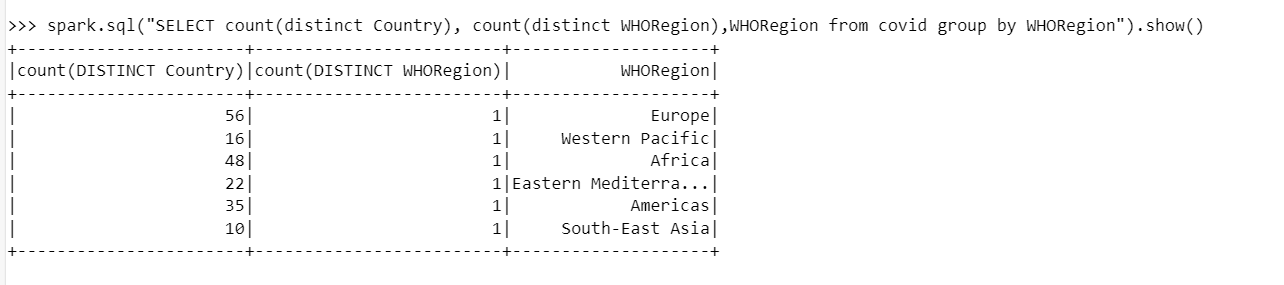 >>> spark.sql("SELECT count(distinct Country), count(distinct WHORegion),WHORegion from covid group by WHORegion").show()
+-----------------------+-------------------------+--------------------+
|count(DISTINCT Country)|count(DISTINCT WHORegion)|           WHORegion|
+-----------------------+-------------------------+--------------------+
|                     56|                        1|              Europe|
|                     16|                        1|     Western Pacific|
|                     48|                        1|              Africa|
|                     22|                        1|Eastern Mediterra...|
|                     35|                        1|            Americas|
|                     10|                        1|     South-East Asia|
+-----------------------+-------------------------+--------------------+